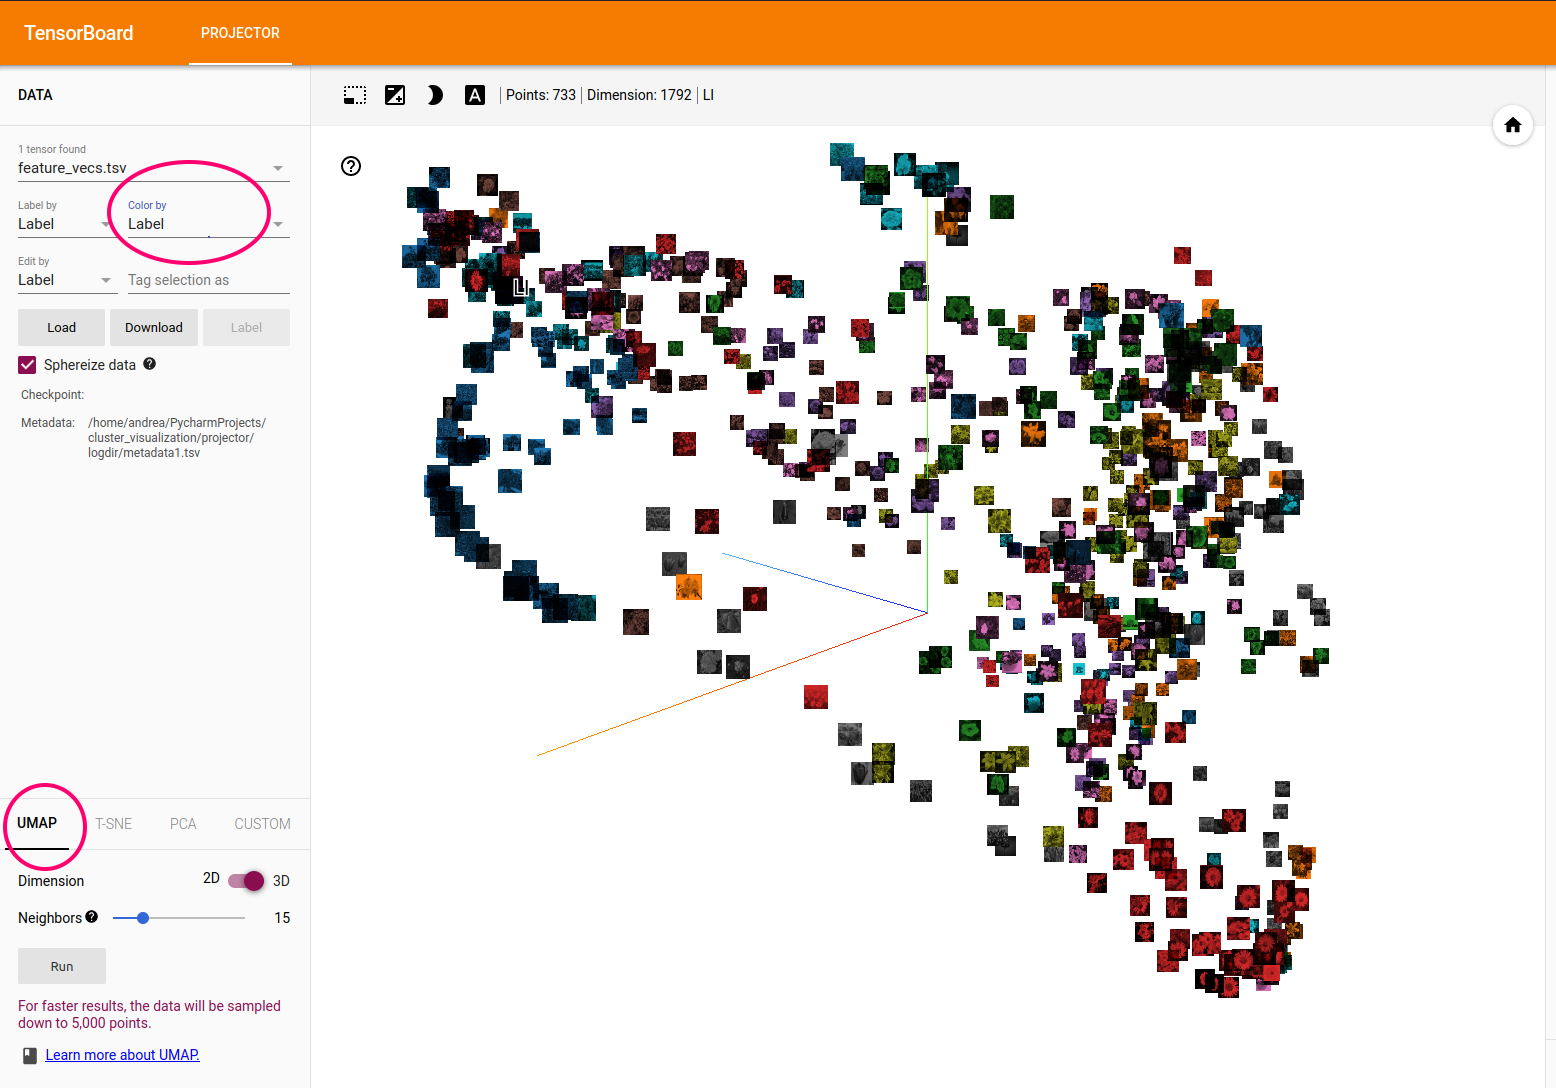 TensorBoard
PROJECTOR
DATA
Points: 733 | Dimension: 1792 | LI
1 tensor found
feature_vecs.tsv
Label by
Color by
Label
Label
Edit by
Label
Tag selection as
Load
Download
Label
Sphereize data
Checkpoint:
Metadata:
/home/andrea/PycharmProjects/
cluster_visualization/projector/
logdir/metadata1.tsv
LI
UMAP
T-SNE
PCA
CUSTOM
Dimension
2D
3D
Neighbors
15
Run
For faster results, the data will be sampled
down to 5,000 points.
Learn more about UMAP.